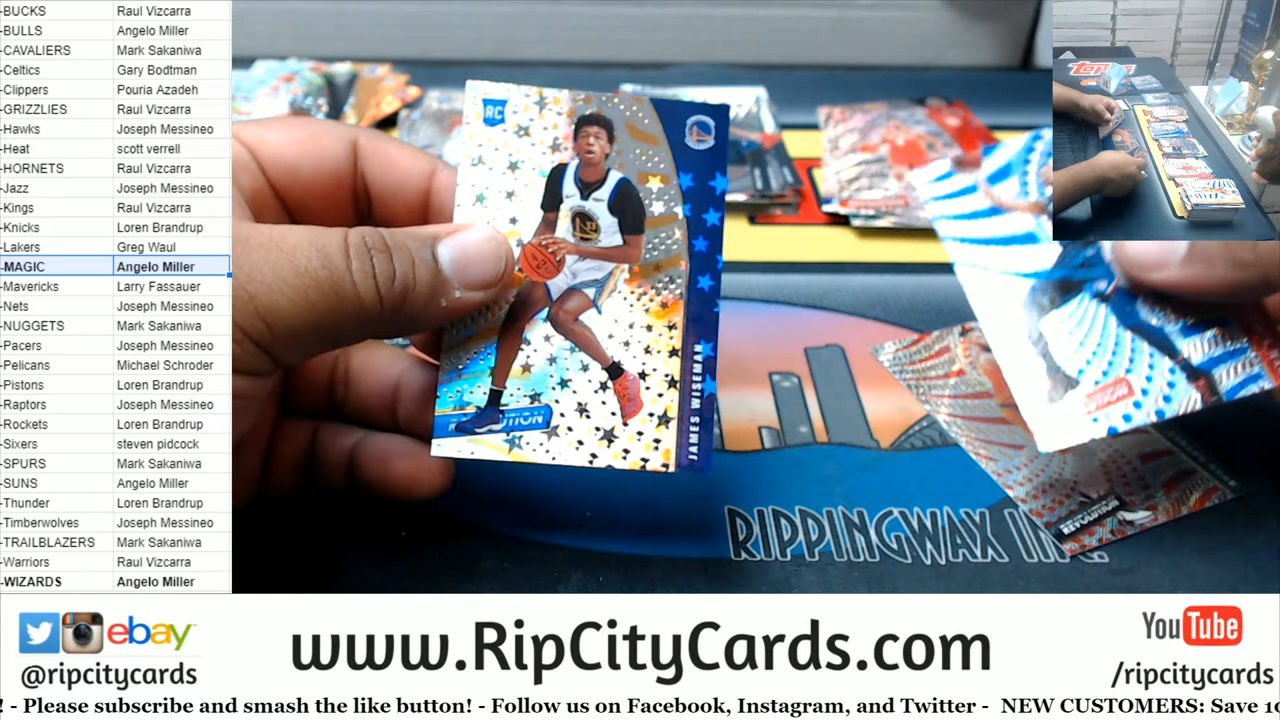 -BUCKS Raul Vizcarra
-BULLS Angelo Miller
-CAVALIERS Mark Sakaniwa
-Celtics Gary Bodtman
-Clippers Pouria Azadeh
-GRIZZLIES Raul Vizcarra
-Hawks Joseph Messineo
-Heat scott verrell
-HORNETS Raul Vizcarra
-Jazz Joseph Messineo
-Kings Raul Vizcarra
-Knicks Loren Brandrup
-Lakers Greg Waul
-MAGIC Angelo Miller
-Mavericks Larry Fassauer
-Nets Joseph Messineo
-NUGGETS Mark Sakaniwa
-Pacers Joseph Messineo
-Pelicans Michael Schroder
-Pistons Loren Brandrup
-Raptors Joseph Messineo
-Rockets Loren Brandrup
-Sixers steven pidcock
-SPURS Mark Sakaniwa
-SUNS Angelo Miller
-Thunder Loren Brandrup
-Timberwolves Joseph Messineo
-TRAILBLAZERS Mark Sakaniwa
-Warriors Raul Vizcarra
-WIZARDS Angelo Miller
RC
JAMES WISEMAN
REVOLUTION
RIPPINGWAX
Topps
ebay
@ripcitycards
www.RipCityCards.com
YouTube
/ripcitycards
! - Please subscribe and smash the like button! - Follow us on Facebook, Instagram, and Twitter - NEW CUSTOMERS: Save